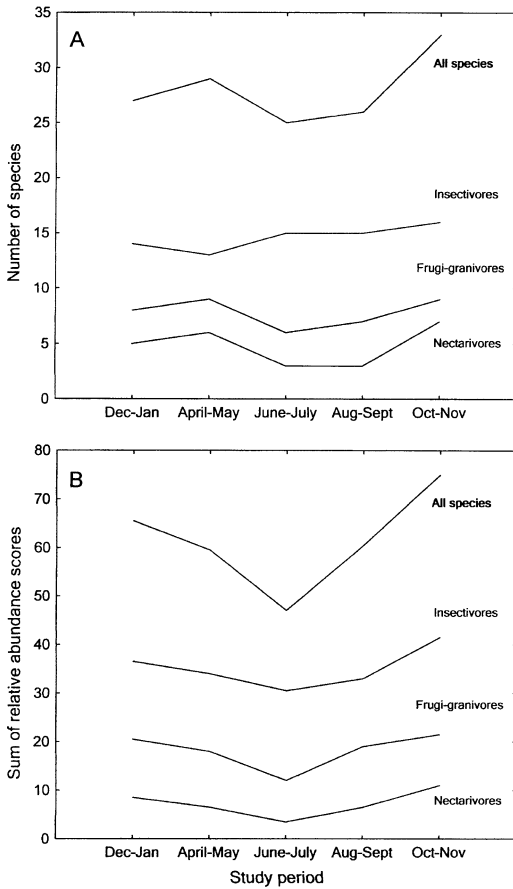 A
35
30
25
20
15
10
5
0
Number of species
All species
Insectivores
Frugi-granivores
Nectarivores
Dec-Jan April-May June-July Aug-Sept Oct-Nov
B
80
70
60
50
40
30
20
10
0
Sum of relative abundance scores
All species
Insectivores
Frugi-granivores
Nectarivores
Dec-Jan April-May June-July Aug-Sept Oct-Nov
Study period